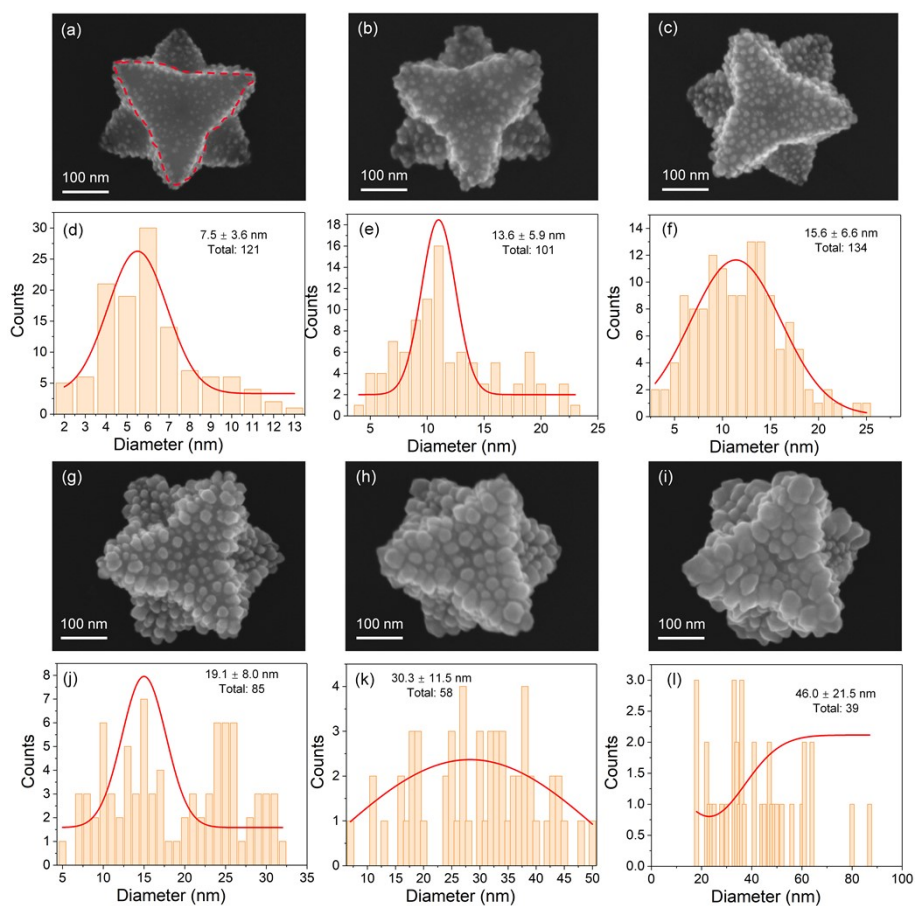 (a)
100 nm
(b)
100 nm
(c)
100 nm
(d)
7.5 ± 3.6 nm
Total: 121
30
25
20
15
10
5
0
Counts
2 3 4 5 6 7 8 9 10 11 12 13
Diameter (nm)
(e)
13.6 ± 5.9 nm
Total: 101
18
16
14
12
10
8
6
4
2
0
Counts
5 10 15 20 25
Diameter (nm)
(f)
15.6 ± 6.6 nm
Total: 134
14
12
10
8
6
4
2
0
Counts
5 10 15 20 25
Diameter (nm)
(g)
100 nm
(h)
100 nm
(i)
100 nm
(j)
19.1 ± 8.0 nm
Total: 85
8
7
6
5
4
3
2
1
0
Counts
5 10 15 20 25 30 35
Diameter (nm)
(k)
30.3 ± 11.5 nm
Total: 58
4
3
2
1
0
Counts
10 15 20 25 30 35 40 45 50
Diameter (nm)
(l)
46.0 ± 21.5 nm
Total: 39
3.0
2.5
2.0
1.5
1.0
0.5
0.0
Counts
0 20 40 60 80 100
Diameter (nm)